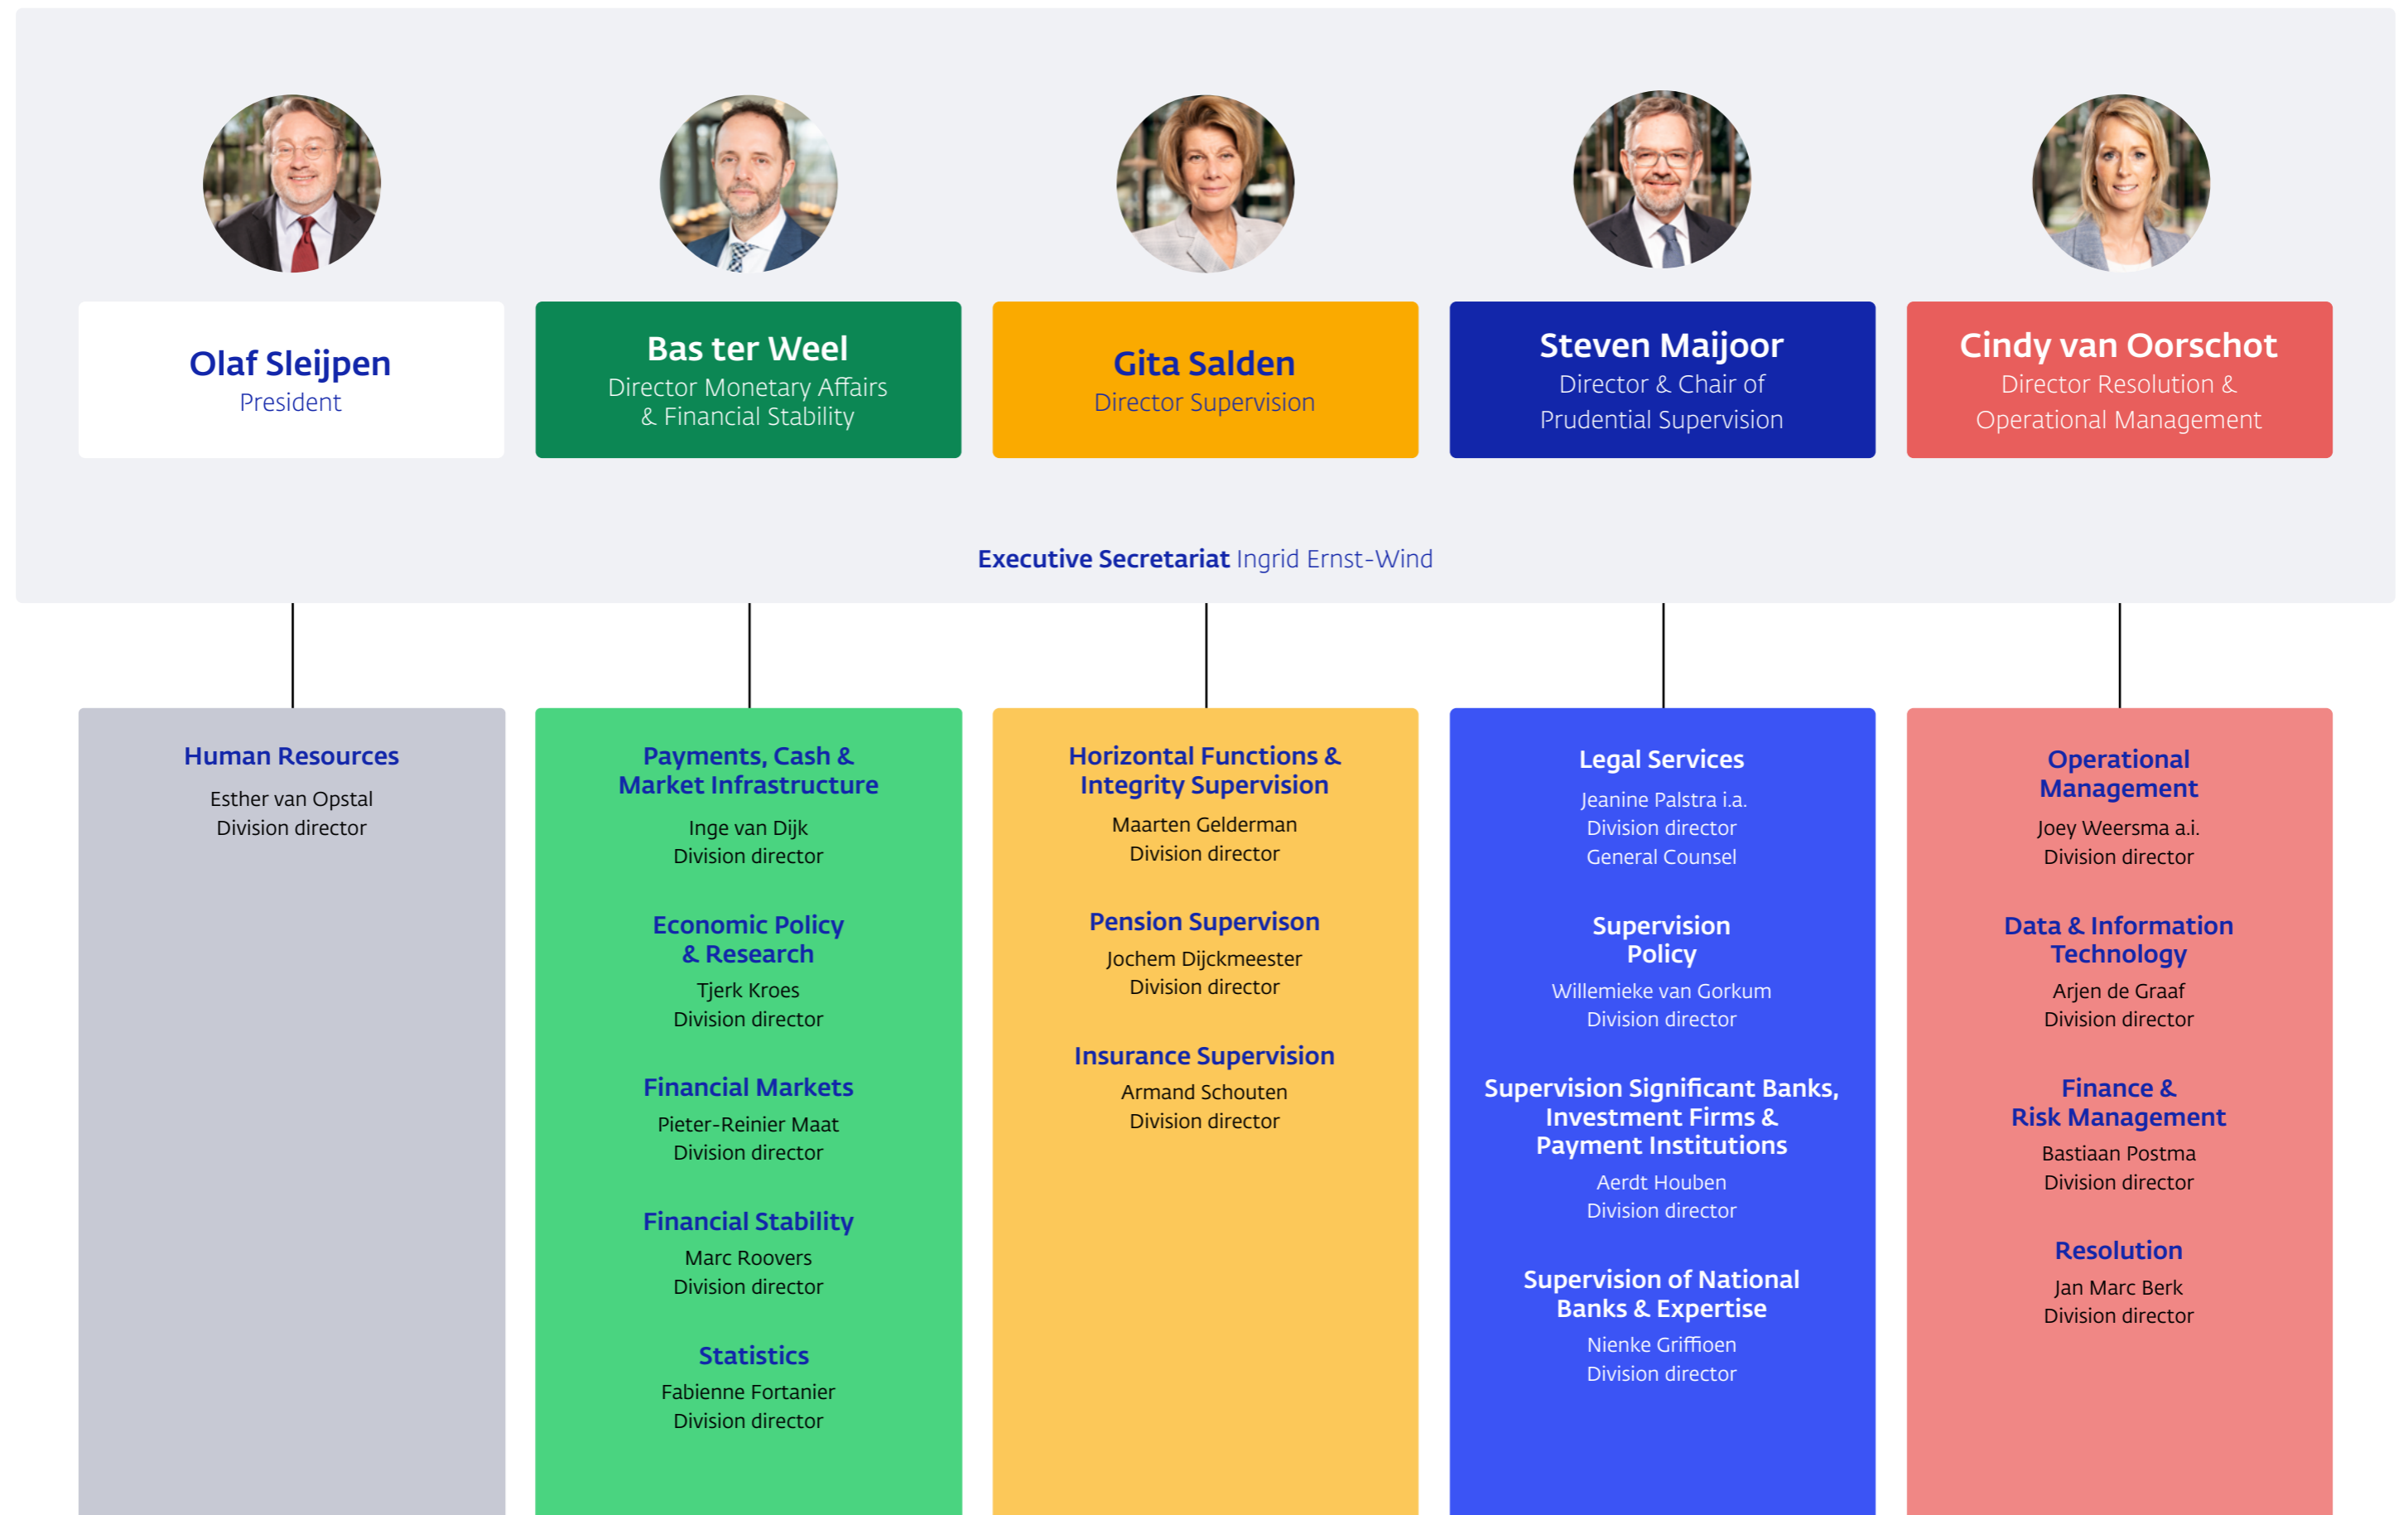 Olaf Sleijpen
President
Bas ter Weel
Director Monetary Affairs
& Financial Stability
Gita Salden
Director Supervision
Steven Maijoor
Director & Chair of
Prudential Supervision
Cindy van Oorschot
Director Resolution &
Operational Management
Executive Secretariat Ingrid Ernst-Wind
Human Resources
Esther van Opstal
Division director
Payments, Cash &
Market Infrastructure
Inge van Dijk
Division director
Economic Policy
& Research
Tjerk Kroes
Division director
Financial Markets
Pieter-Reinier Maat
Division director
Financial Stability
Marc Roovers
Division director
Statistics
Fabienne Fortanier
Division director
Horizontal Functions &
Integrity Supervision
Maarten Gelderman
Division director
Pension Supervison
Jochem Dijckmeester
Division director
Insurance Supervision
Armand Schouten
Division director
Legal Services
Jeanine Palstra i.a.
Division director
General Counsel
Supervision
Policy
Willemieke van Gorkum
Division director
Supervision Significant Banks,
Investment Firms &
Payment Institutions
Aerdt Houben
Division director
Supervision of National
Banks & Expertise
Nienke Griffioen
Division director
Operational
Management
Joey Weersma a.i.
Division director
Data & Information
Technology
Arjen de Graaf
Division director
Finance &
Risk Management
Bastiaan Postma
Division director
Resolution
Jan Marc Berk
Division director